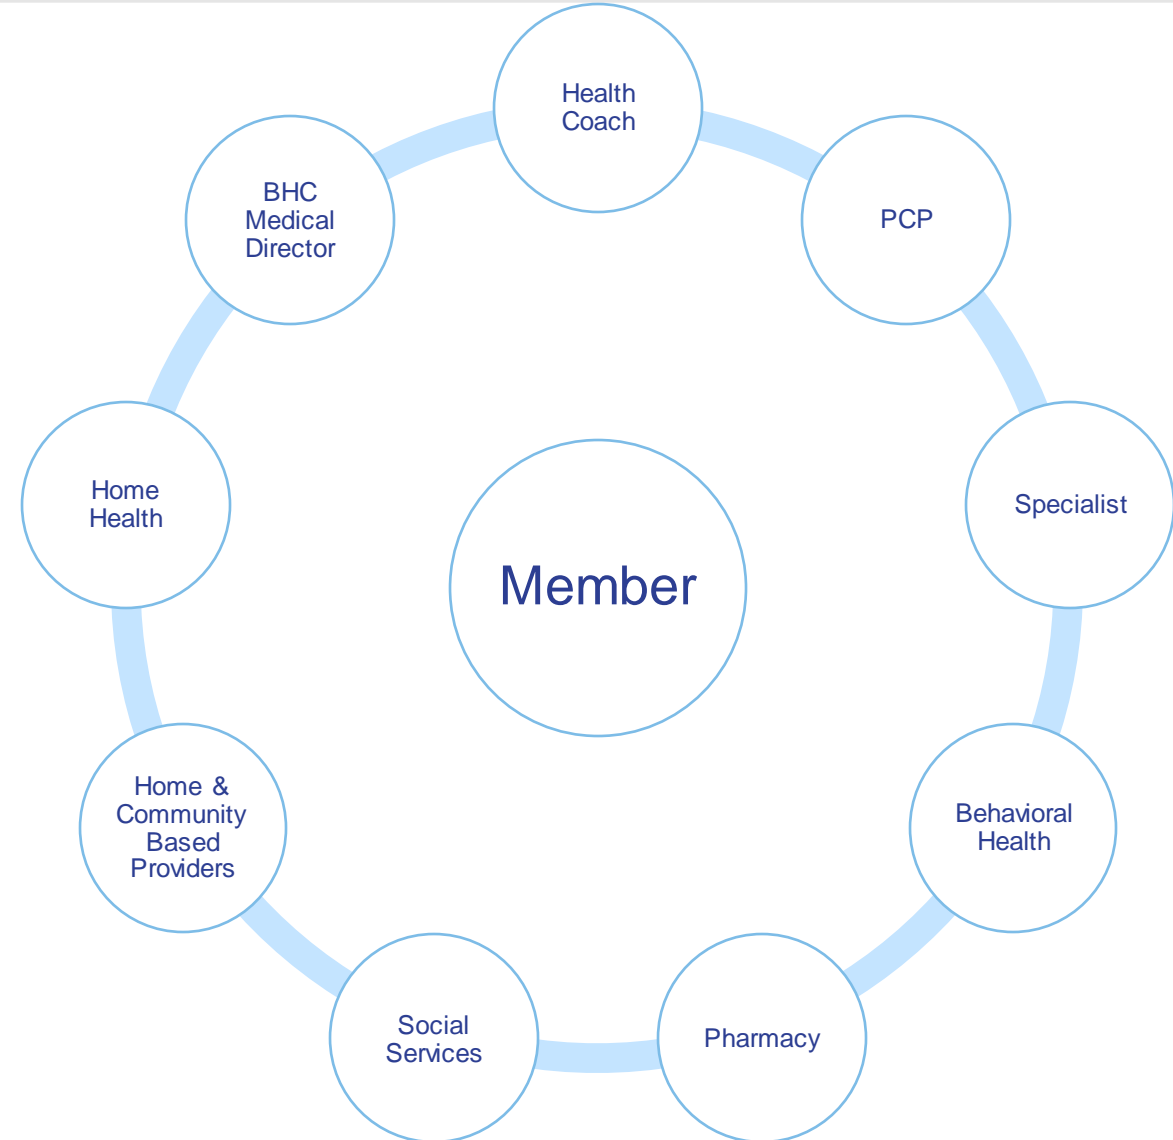 Health
Coach
PCP
Specialist
Behavioral
Health
Pharmacy
Social
Services
Home &
Community
Based
Providers
Home
Health
BHC
Medical
Director
Member